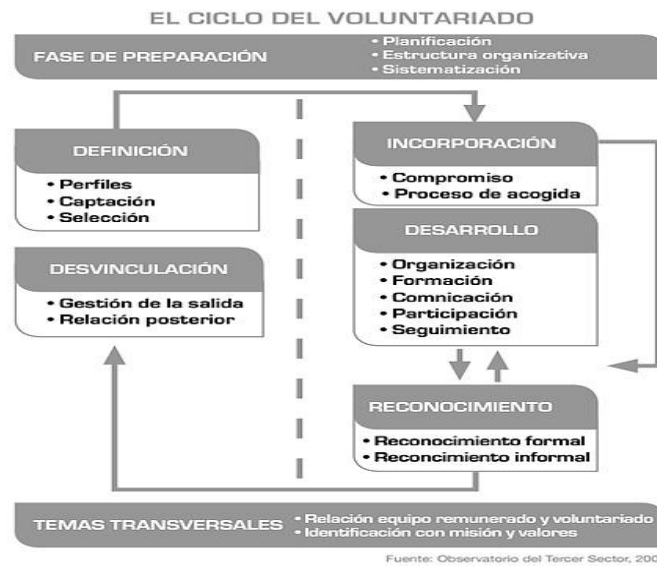 EL CICLO DEL VOLUNTARIADO
FASE DE PREPARACIÓN
• Planificación
• Estructura organizativa
• Sistematización
DEFINICIÓN
• Perfiles
• Captación
• Selección
INCORPORACIÓN
• Compromiso
• Proceso de acogida
DESARROLLO
• Organización
• Formación
• Comnicación
• Participación
• Seguimiento
DESVINCULACIÓN
• Gestión de la salida
• Relación posterior
RECONOCIMIENTO
• Reconocimiento formal
• Reconcimiento informal
TEMAS TRANSVERSALES
• Relación equipo remunerado y voluntariado
• Identificación con misión y valores
Fuente: Observatorio del Tercer Sector,